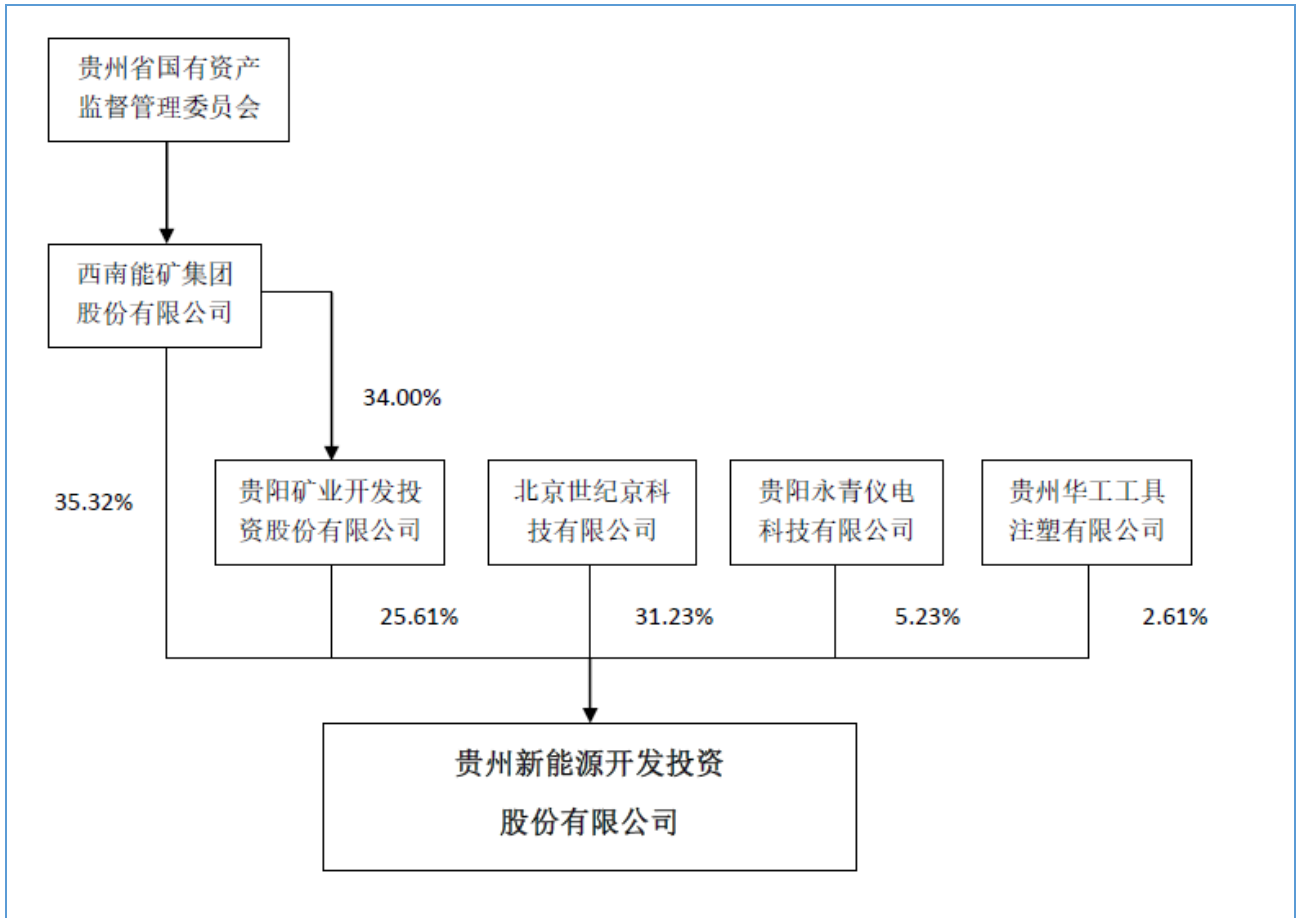 贵州省国有资产
监督管理委员会
西南能矿集团
股份有限公司
34.00%
35.32%
贵阳矿业开发投
资股份有限公司
北京世纪京科
技有限公司
贵阳永青仪电
科技有限公司
贵州华工工具
注塑有限公司
25.61%
31.23%
5.23%
2.61%
贵州新能源开发投资
股份有限公司